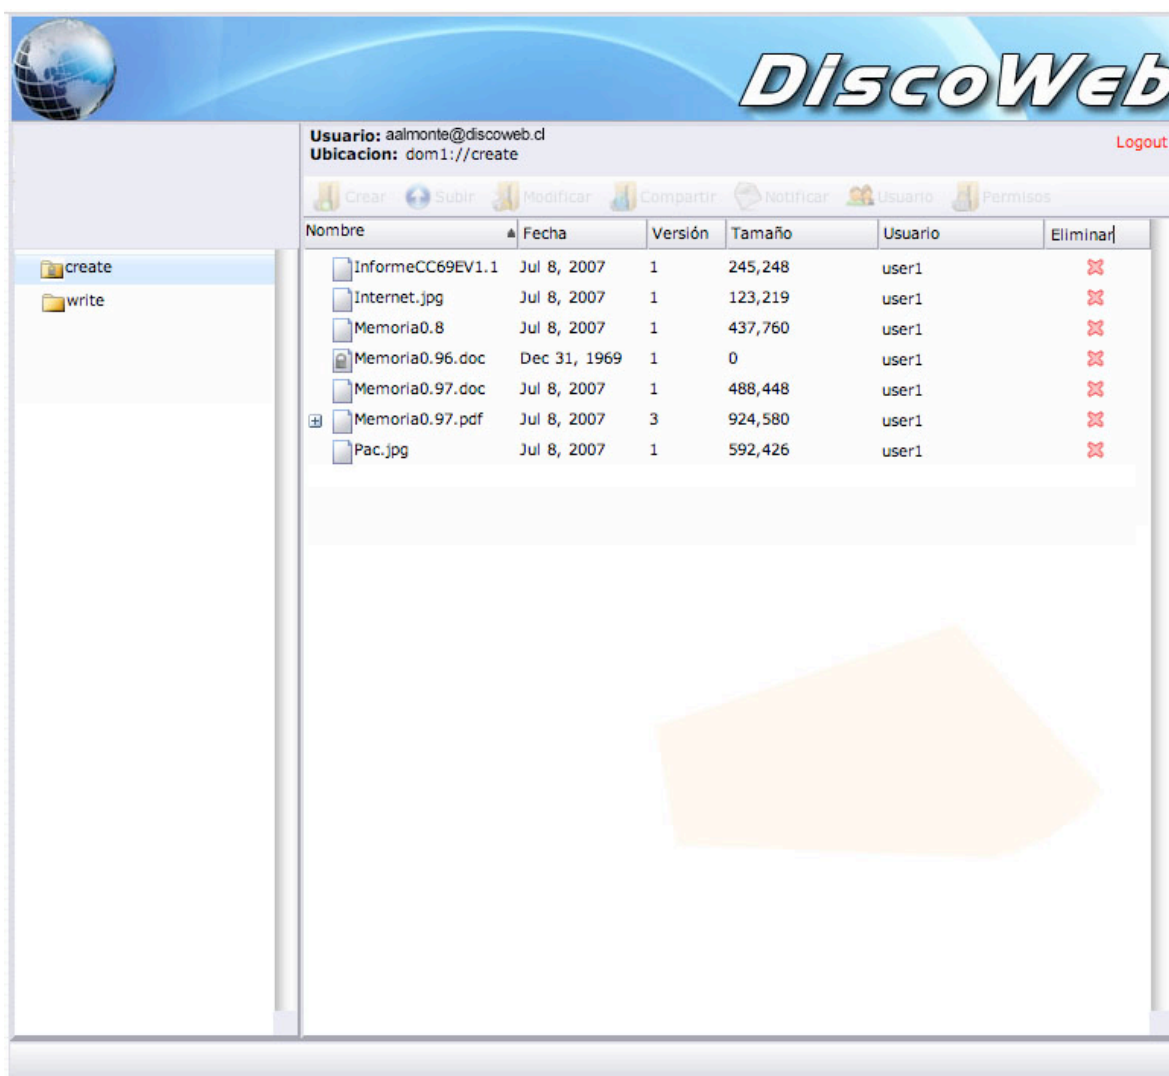 DiscoWeb
Usuario: aalmonte@discoweb.cl
Logout
Ubicacion: dom1://create
Crear Subir Modificar Compartir Notificar Usuario Permisos
Nombre Fecha Versión Tamaño Usuario Eliminar
create
write
InformeCC69EV1.1 Jul 8, 2007 1 245,248 user1
Internet.jpg Jul 8, 2007 1 123,219 user1
Memoria0.8 Jul 8, 2007 1 437,760 user1
Memoria0.96.doc Dec 31, 1969 1 0 user1
Memoria0.97.doc Jul 8, 2007 1 488,448 user1
Memoria0.97.pdf Jul 8, 2007 3 924,580 user1
Pac.jpg Jul 8, 2007 1 592,426 user1